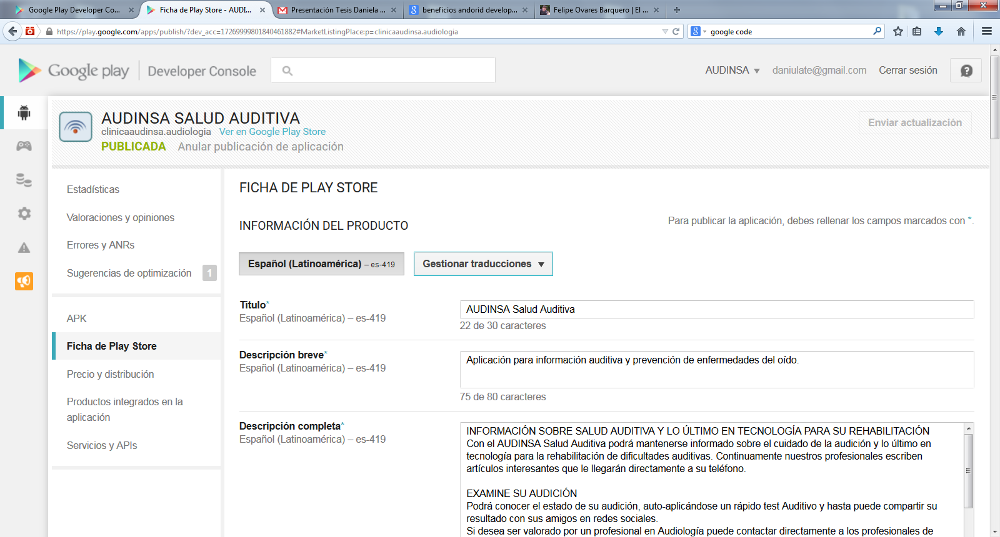 Google Play Developer Co...
Ficha de Play Store - AUDI...
Presentación Tesis Daniela ...
beneficios andorid develop...
Felipe Ovares Barquero | El ...
https://play.google.com/apps/publish/?dev_acc=17269999801840461882#MarketListingPlace:p=clinicaaudinsa.audiologia
google code
Google play | Developer Console
AUDINSA
daniulate@gmail.com
Cerrar sesión
AUDINSA SALUD AUDITIVA
clinicaaudinsa.audiologia Ver en Google Play Store
PUBLICADA Anular publicación de aplicación
Enviar actualización
Estadísticas
Valoraciones y opiniones
Errores y ANRs
Sugerencias de optimización 1
APK
Ficha de Play Store
Precio y distribución
Productos integrados en la
aplicación
Servicios y APIs
FICHA DE PLAY STORE
INFORMACIÓN DEL PRODUCTO
Para publicar la aplicación, debes rellenar los campos marcados con *.
Español (Latinoamérica) – es-419
Gestionar traducciones
Título*
Español (Latinoamérica) – es-419
AUDINSA Salud Auditiva
22 de 30 caracteres
Descripción breve*
Español (Latinoamérica) – es-419
Aplicación para información auditiva y prevención de enfermedades del oído.
75 de 80 caracteres
Descripción completa*
Español (Latinoamérica) – es-419
INFORMACIÓN SOBRE SALUD AUDITIVA Y LO ÚLTIMO EN TECNOLOGÍA PARA SU REHABILITACIÓN
Con el AUDINSA Salud Auditiva podrá mantenerse informado sobre el cuidado de la audición y lo último en
tecnología para la rehabilitación de dificultades auditivas. Continuamente nuestros profesionales escriben
artículos interesantes que le llegarán directamente a su teléfono.
EXAMINE SU AUDICIÓN
Podrá conocer el estado de su audición, auto-aplicándose un rápido test Auditivo y hasta puede compartir su
resultado con sus amigos en redes sociales.
Si desea ser valorado por un profesional en Audiología puede contactar directamente a los profesionales de